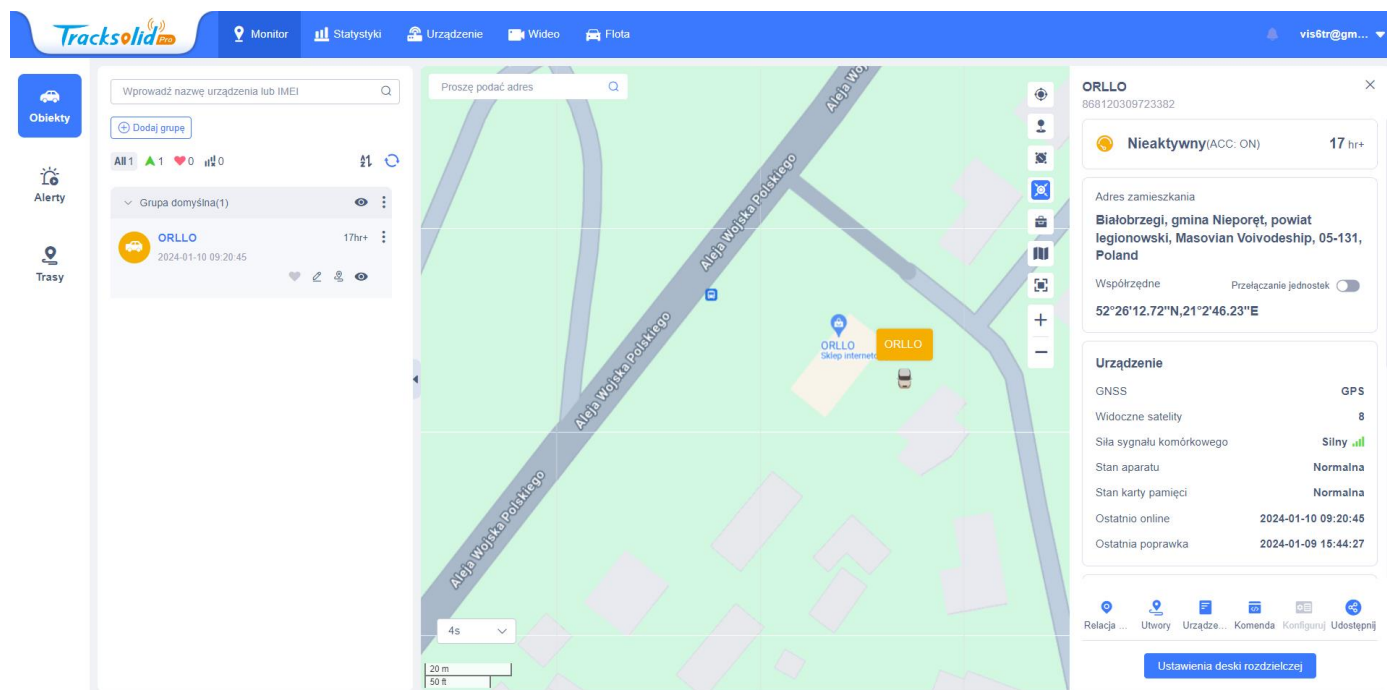 Tracksolid Pro
Monitor
Statystyki
Urządzenie
Wideo
Flota
vis6tr@gm...
Obiekty
Alerty
Trasy
Wprowadź nazwę urządzenia lub IMEI
Dodaj grupę
All 1
1
0
0
Grupa domyślna(1)
ORLLO
17hr+
2024-01-10 09:20:45
Proszę podać adres
Aleja Wojska Polskiego
Aleja Wojska Polskiego
Aleja Wojska Polskiego
Aleja Wojska Polskiego
Aleja Wo
ORLLO
Sklep interneto
ORLLO
4s
20 m
50 ft
ORLLO
868120309723382
Nieaktywny(ACC: ON)
17 hr+
Adres zamieszkania
Białobrzegi, gmina Nieporęt, powiat
legionowski, Masovian Voivodeship, 05-131,
Poland
Współrzędne
Przełączanie jednostek
52°26'12.72"N,21°2'46.23"E
Urządzenie
GNSS GPS
Widoczne satelity 8
Siła sygnału komórkowego Silny
Stan aparatu Normalna
Stan karty pamięci Normalna
Ostatnio online 2024-01-10 09:20:45
Ostatnia poprawka 2024-01-09 15:44:27
Relacja ...
Utwory
Urządze...
Komenda
Konfiguruj
Udostępnij
Ustawienia deski rozdzielczej